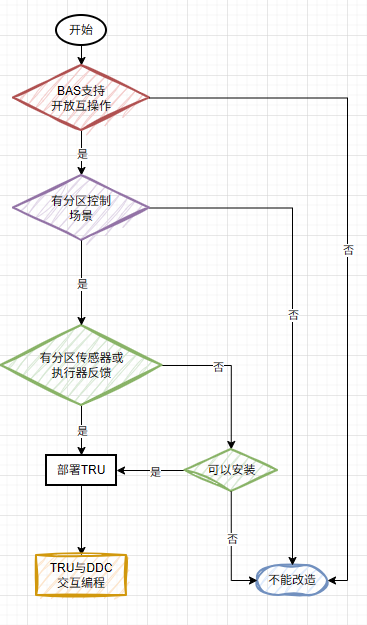 开始
BAS支持
开放互操作
是
有分区控制
场景
是
否
否
有分区传感器或
执行器反馈
否
是
部署TRU
是
可以安装
否
TRU与DDC
交互编程
不能改造